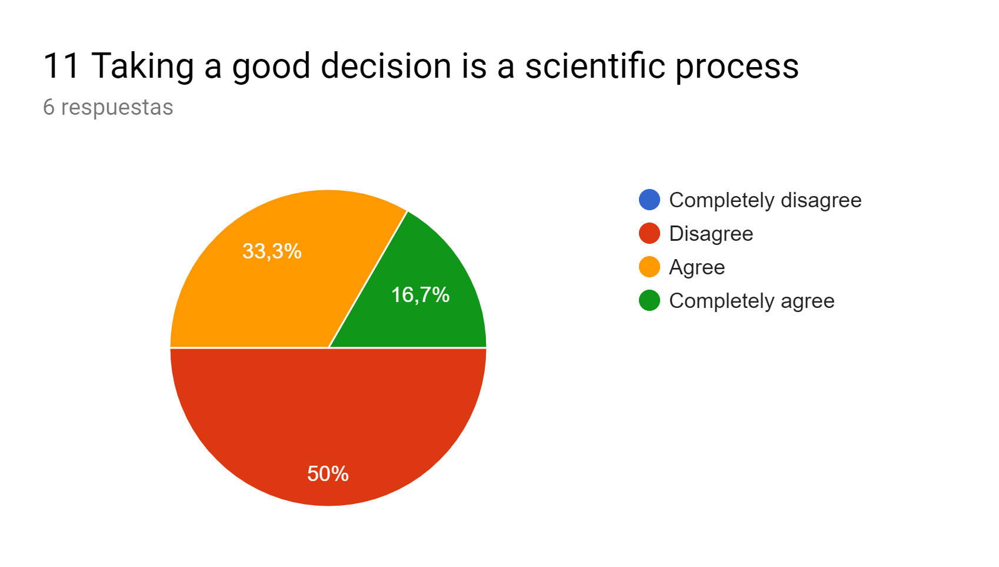 11 Taking a good decision is a scientific process
6 respuestas
33,3%
16,7%
50%
Completely disagree
Disagree
Agree
Completely agree